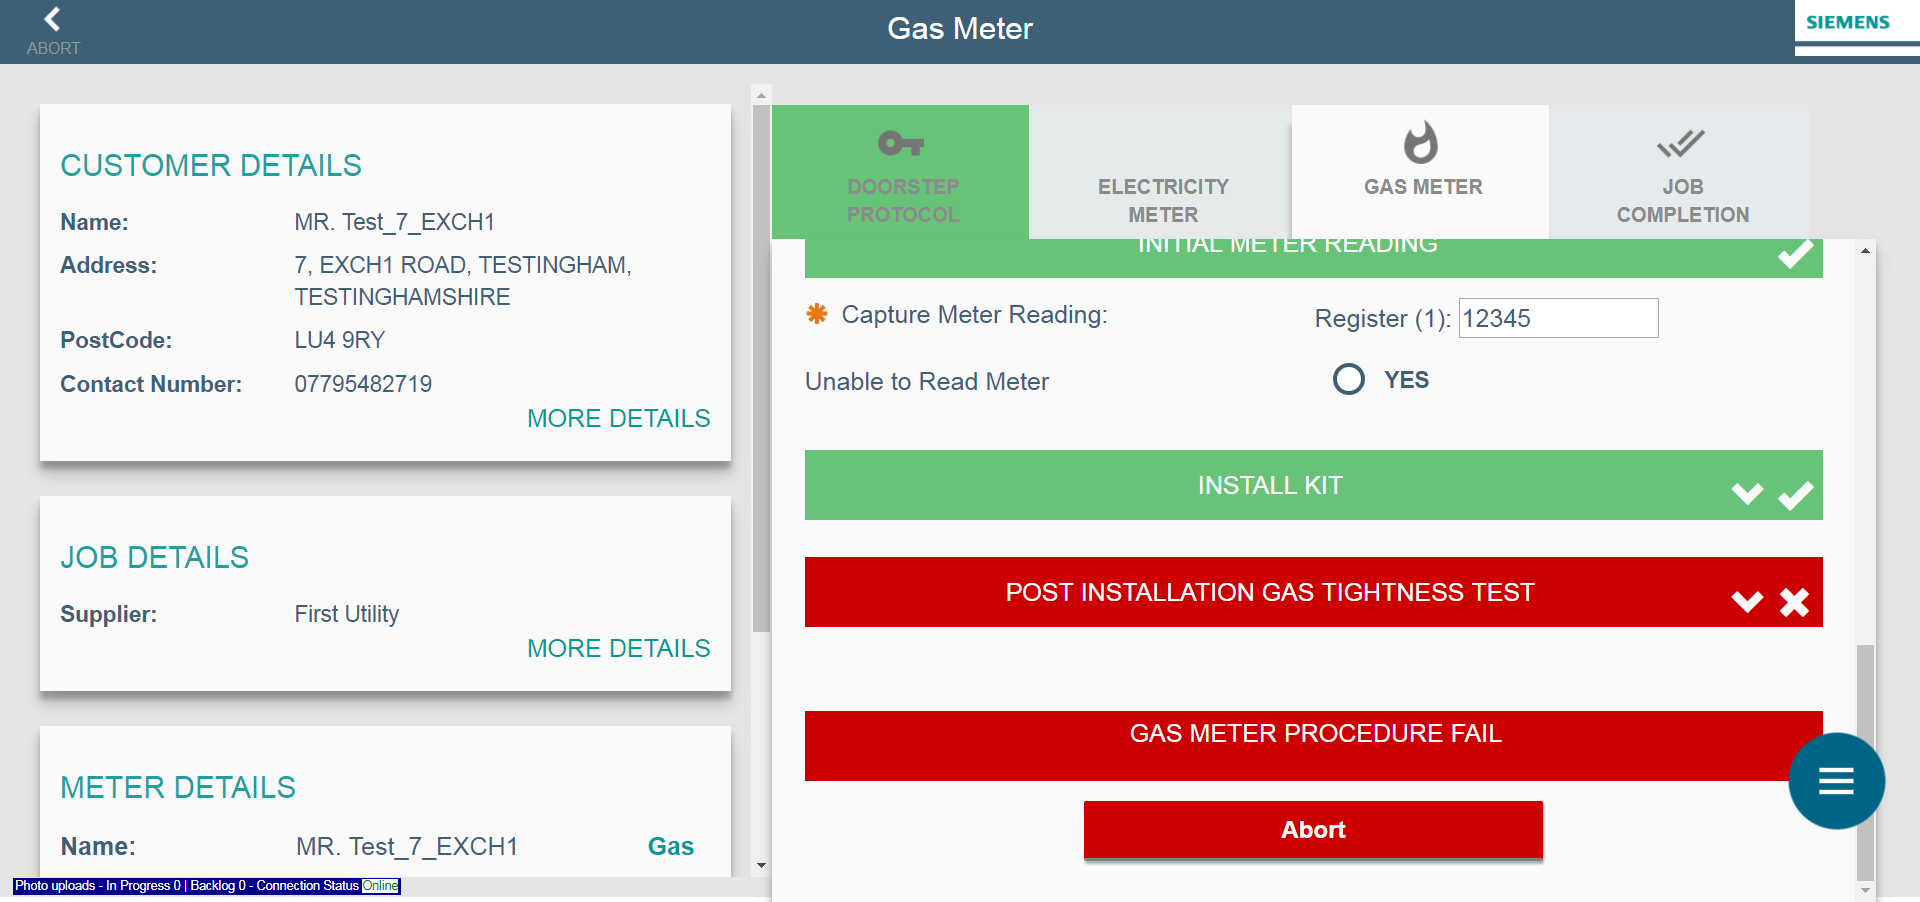 ABORT
Gas Meter
SIEMENS
CUSTOMER DETAILS
Name: MR. Test_7_EXCH1
Address: 7, EXCH1 ROAD, TESTINGHAM,
TESTINGHAMSHIRE
PostCode: LU4 9RY
Contact Number: 07795482719
MORE DETAILS
JOB DETAILS
Supplier: First Utility
MORE DETAILS
METER DETAILS
Name: MR. Test_7_EXCH1 Gas
Photo uploads - In Progress 0 | Backlog 0 - Connection Status Online
DOORSTEP
PROTOCOL
ELECTRICITY
METER
GAS METER
JOB
COMPLETION
INITIAL METER READING
✱ Capture Meter Reading: Register (1): 12345
Unable to Read Meter YES
INSTALL KIT
POST INSTALLATION GAS TIGHTNESS TEST
GAS METER PROCEDURE FAIL
Abort